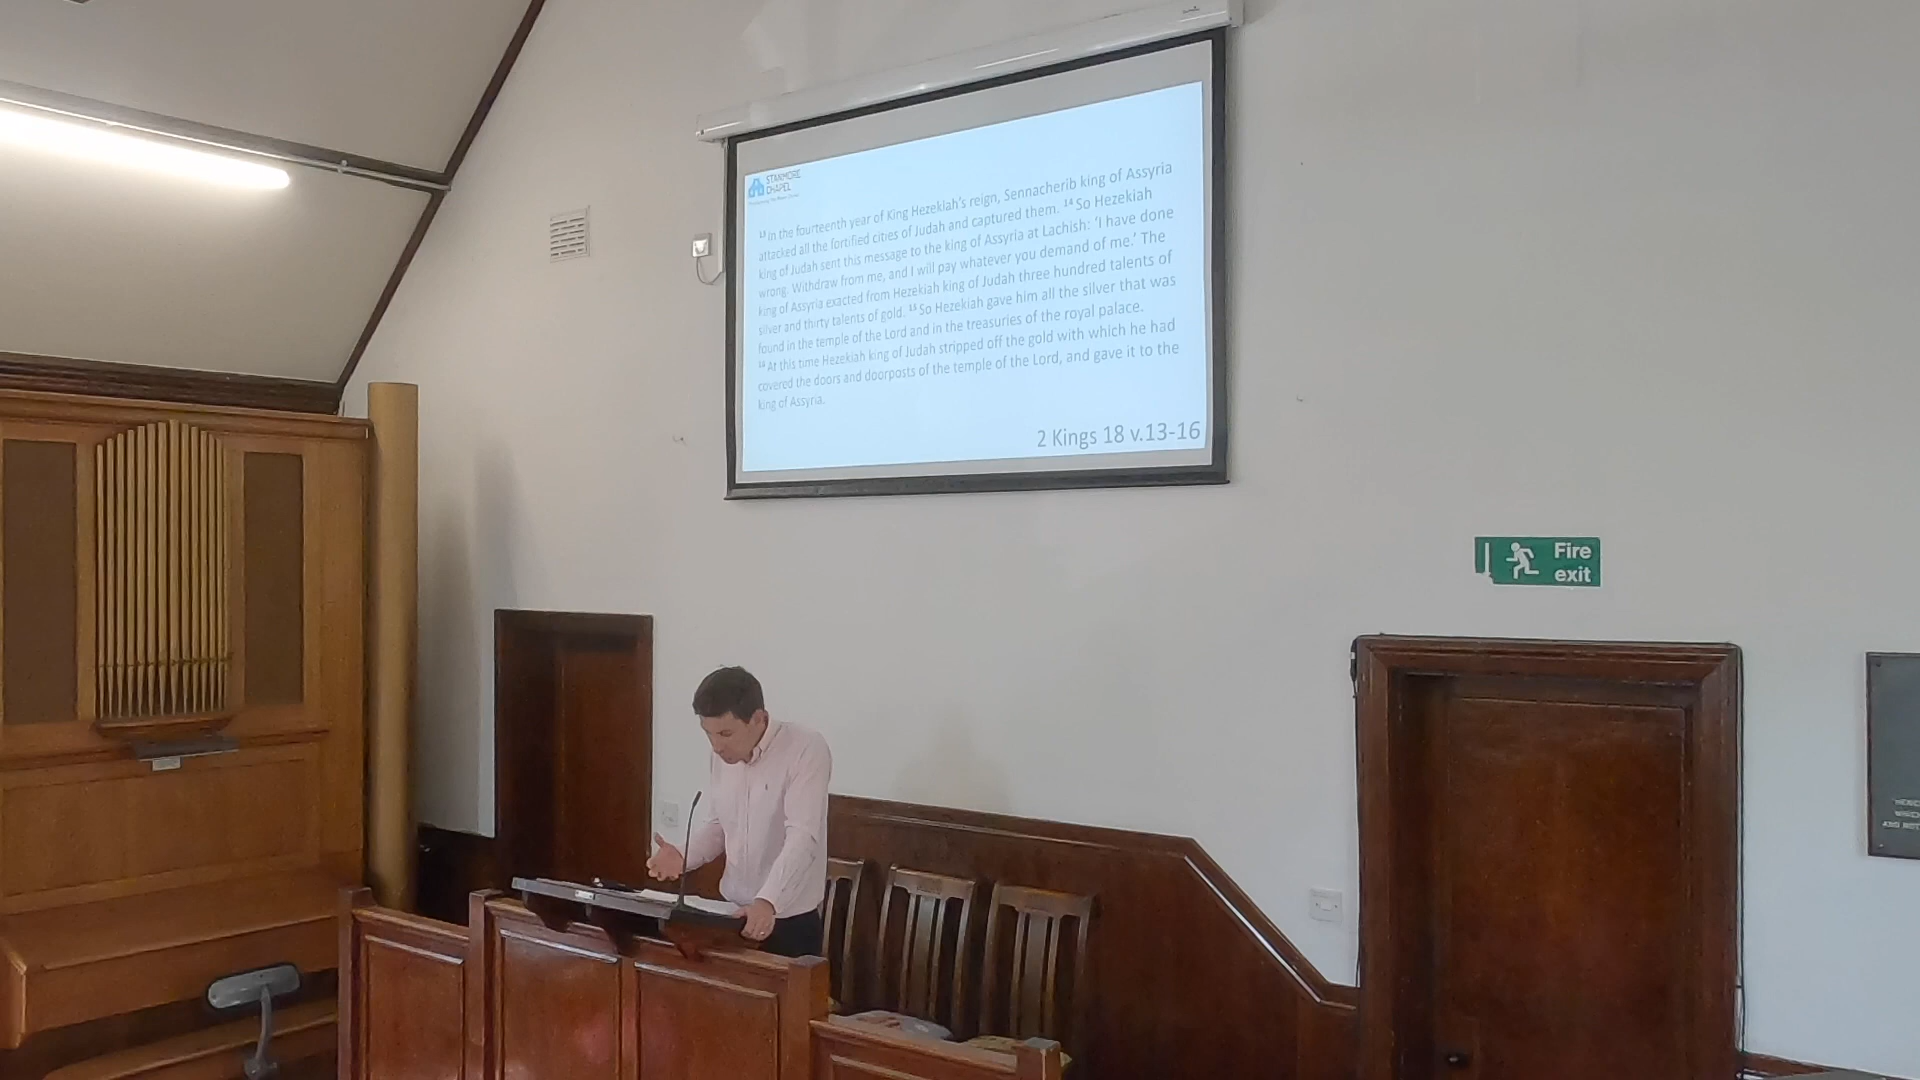 STANMORE
CHAPEL
13 In the fourteenth year of King Hezekiah's reign, Sennacherib king of Assyria
attacked all the fortified cities of Judah and captured them. 14 So Hezekiah
king of Judah sent this message to the king of Assyria at Lachish: 'I have done
wrong. Withdraw from me, and I will pay whatever you demand of me.' The
king of Assyria exacted from Hezekiah king of Judah three hundred talents of
silver and thirty talents of gold. 15 So Hezekiah gave him all the silver that was
found in the temple of the Lord and in the treasuries of the royal palace.
16 At this time Hezekiah king of Judah stripped off the gold with which he had
covered the doors and doorposts of the temple of the Lord, and gave it to the
king of Assyria.
2 Kings 18 v.13-16
Fire
exit